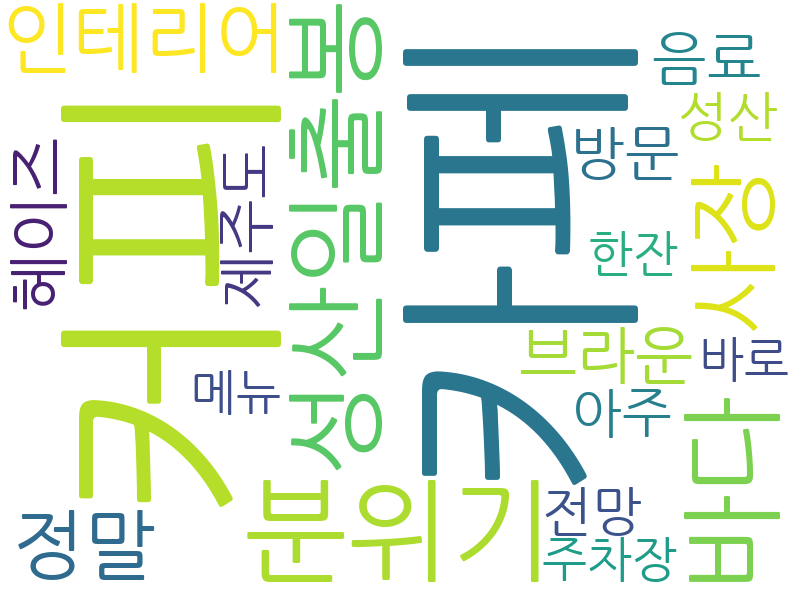 인테리어
커피
헤이즈
제주도
메뉴
정말
성산일출봉
분위기
카페
음료
성산
방문
사장
한잔
브라운
바로
아주
바다
전망
주차장